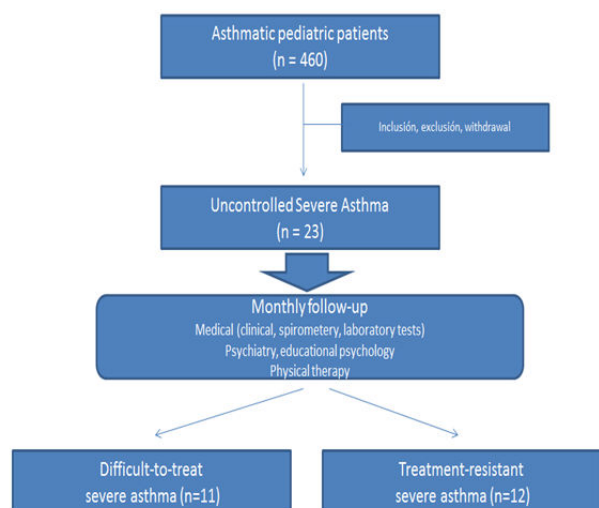 Asthmatic pediatric patients
(n = 460)
Inclusión, exclusión, withdrawal
Uncontrolled Severe Asthma
(n = 23)
Monthly follow-up
Medical (clinical, spirometery, laboratory tests)
Psychiatry, educational psychology
Physical therapy
Difficult-to-treat
severe asthma (n=11)
Treatment-resistant
severe asthma (n=12)